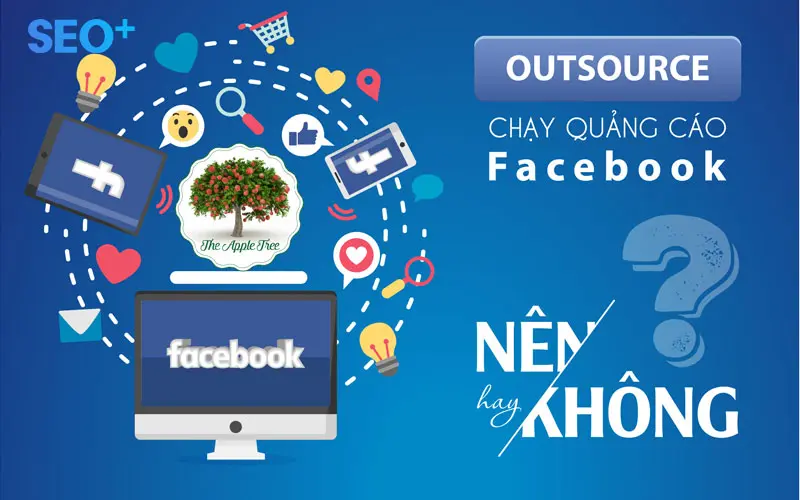 SEO+
OUTSOURCE
CHẠY QUẢNG CÁO
Facebook
The Apple Tree
facebook
NÊN
hay
KHÔNG
?